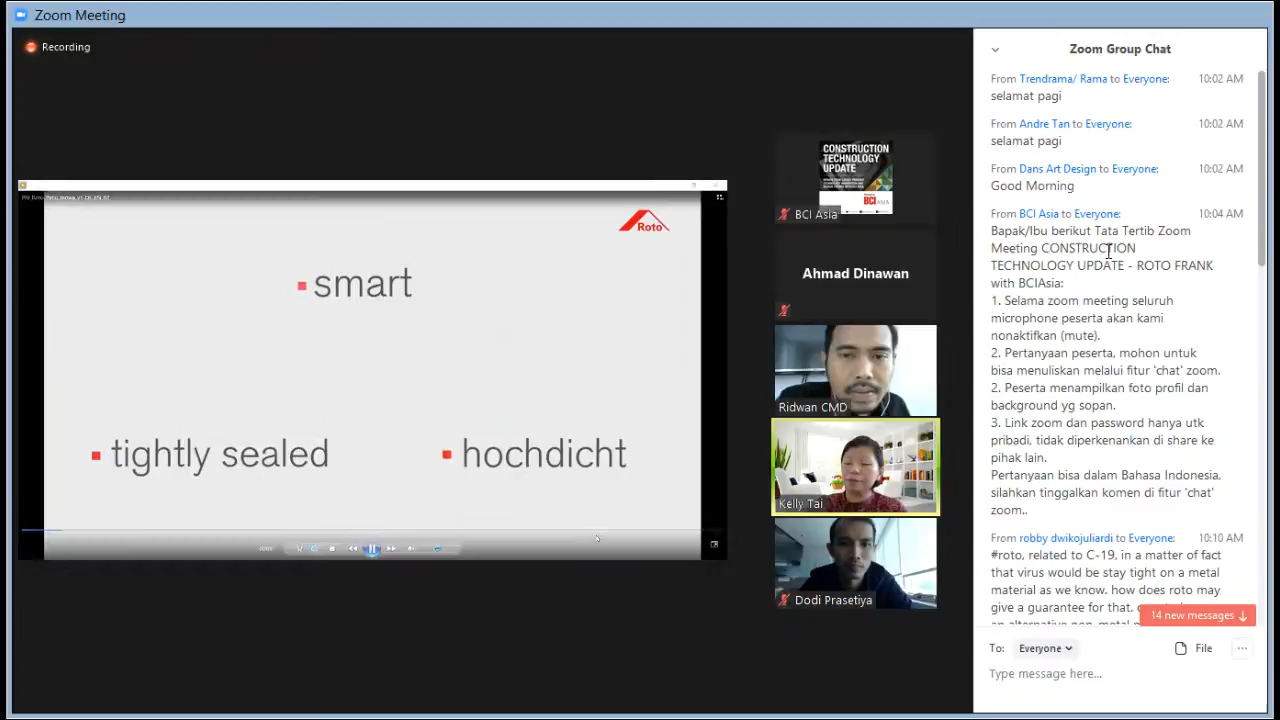 Zoom Meeting
Recording
Roto
smart
tightly sealed
hochdicht
CONSTRUCTION
TECHNOLOGY
UPDATE
BCI ASIA
BCI Asia
Ahmad Dinawan
Ridwan CMD
Kelly Tai
Dodi Prasetiya
Zoom Group Chat
From Trendrama/ Rama to Everyone: 10:02 AM
selamat pagi
From Andre Tan to Everyone: 10:02 AM
selamat pagi
From Dans Art Design to Everyone: 10:02 AM
Good Morning
From BCI Asia to Everyone: 10:04 AM
Bapak/Ibu berikut Tata Tertib Zoom
Meeting CONSTRUCTION
TECHNOLOGY UPDATE - ROTO FRANK
with BCIAsia:
1. Selama zoom meeting seluruh
microphone peserta akan kami
nonaktifkan (mute).
2. Pertanyaan peserta, mohon untuk
bisa menuliskan melalui fitur 'chat' zoom.
2. Peserta menampilkan foto profil dan
background yg sopan.
3. Link zoom dan password hanya utk
pribadi, tidak diperkenankan di share ke
pihak lain.
Pertanyaan bisa dalam Bahasa Indonesia,
silahkan tinggalkan komen di fitur 'chat'
zoom..
From robby dwikojuliardi to Everyone: 10:10 AM
#roto, related to C-19, in a matter of fact
that virus would be stay tight on a metal
material as we know. how does roto may
give a guarantee for that.
14 new messages
To: Everyone
File
Type message here...